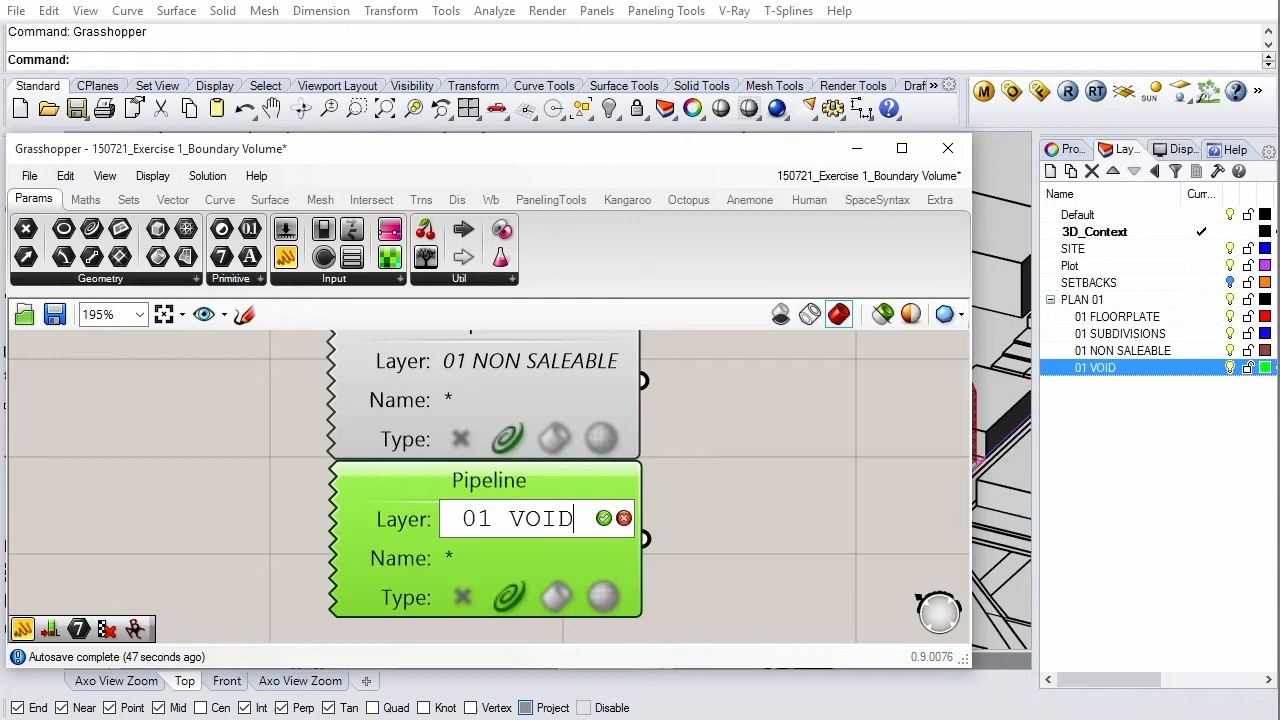 File Edit View Curve Surface Solid Mesh Dimension Transform Tools Analyze Render Panels Paneling Tools V-Ray T-Splines Help
Command: Grasshopper
Command:
Standard CPlanes Set View Display Select Viewport Layout Visibility Transform Curve Tools Surface Tools Solid Tools Mesh Tools Render Tools Draf »
M O F R RT SUN »
Grasshopper - 150721_Exercise 1_Boundary Volume*
Pro... Lay... Disp... Help
File Edit View Display Solution Help 150721_Exercise 1_Boundary Volume*
Name Curr...
Params Maths Sets Vector Curve Surface Mesh Intersect Trns Dis Wb PanelingTools Kangaroo Octopus Anemone Human SpaceSyntax Extra
Default
3D_Context
SITE
Plot
SETBACKS
PLAN 01
01 FLOORPLATE
01 SUBDIVISIONS
01 NON SALEABLE
01 VOID
Geometry Primitive Input Util
195%
Layer: 01 NON SALEABLE
Name: *
Type:
Pipeline
Layer: 01 VOID
Name: *
Type:
Autosave complete (47 seconds ago) 0.9.0076
Axo View Zoom Top Front Axo View Zoom
End Near Point Mid Cen Int Perp Tan Quad Knot Vertex Project Disable